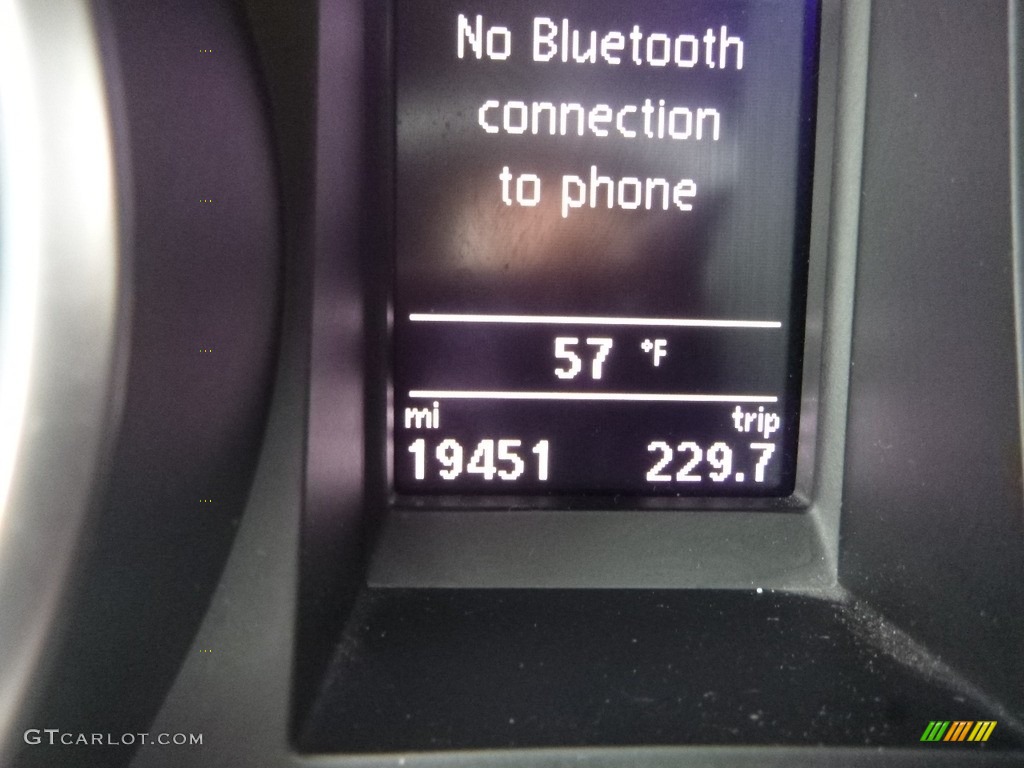 No Bluetooth
connection
to phone
57 °F
mi trip
19451 229.7
GTCARLOT.COM